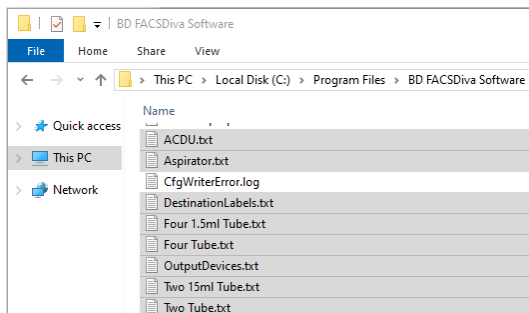 BD FACSDiva Software
File Home Share View
This PC > Local Disk (C:) > Program Files > BD FACSDiva Software
Name
Quick access
This PC
Network
ACDU.txt
Aspirator.txt
CfgWriterError.log
DestinationLabels.txt
Four 1.5ml Tube.txt
Four Tube.txt
OutputDevices.txt
Two 15ml Tube.txt
Two Tube.txt